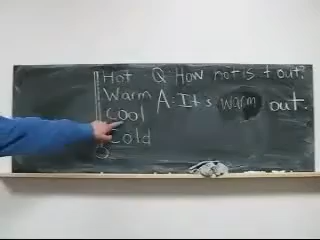 Hot Q: How hot is it out?
Warm A: It's warm out.
Cool
Cold